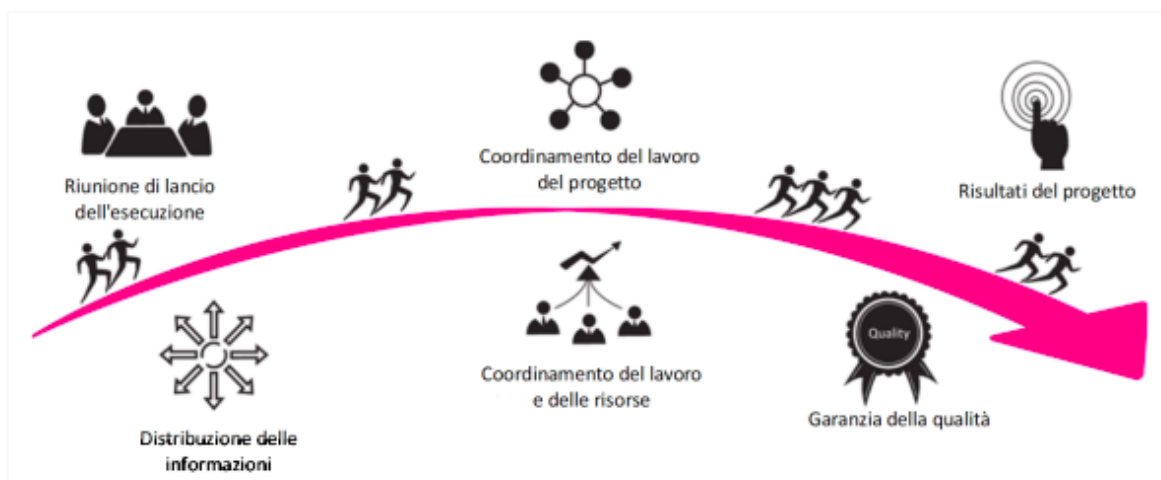 Riunione di lancio
dell'esecuzione
Coordinamento del lavoro
del progetto
Risultati del progetto
Distribuzione delle
informazioni
Coordinamento del lavoro
e delle risorse
Quality
Garanzia della qualità